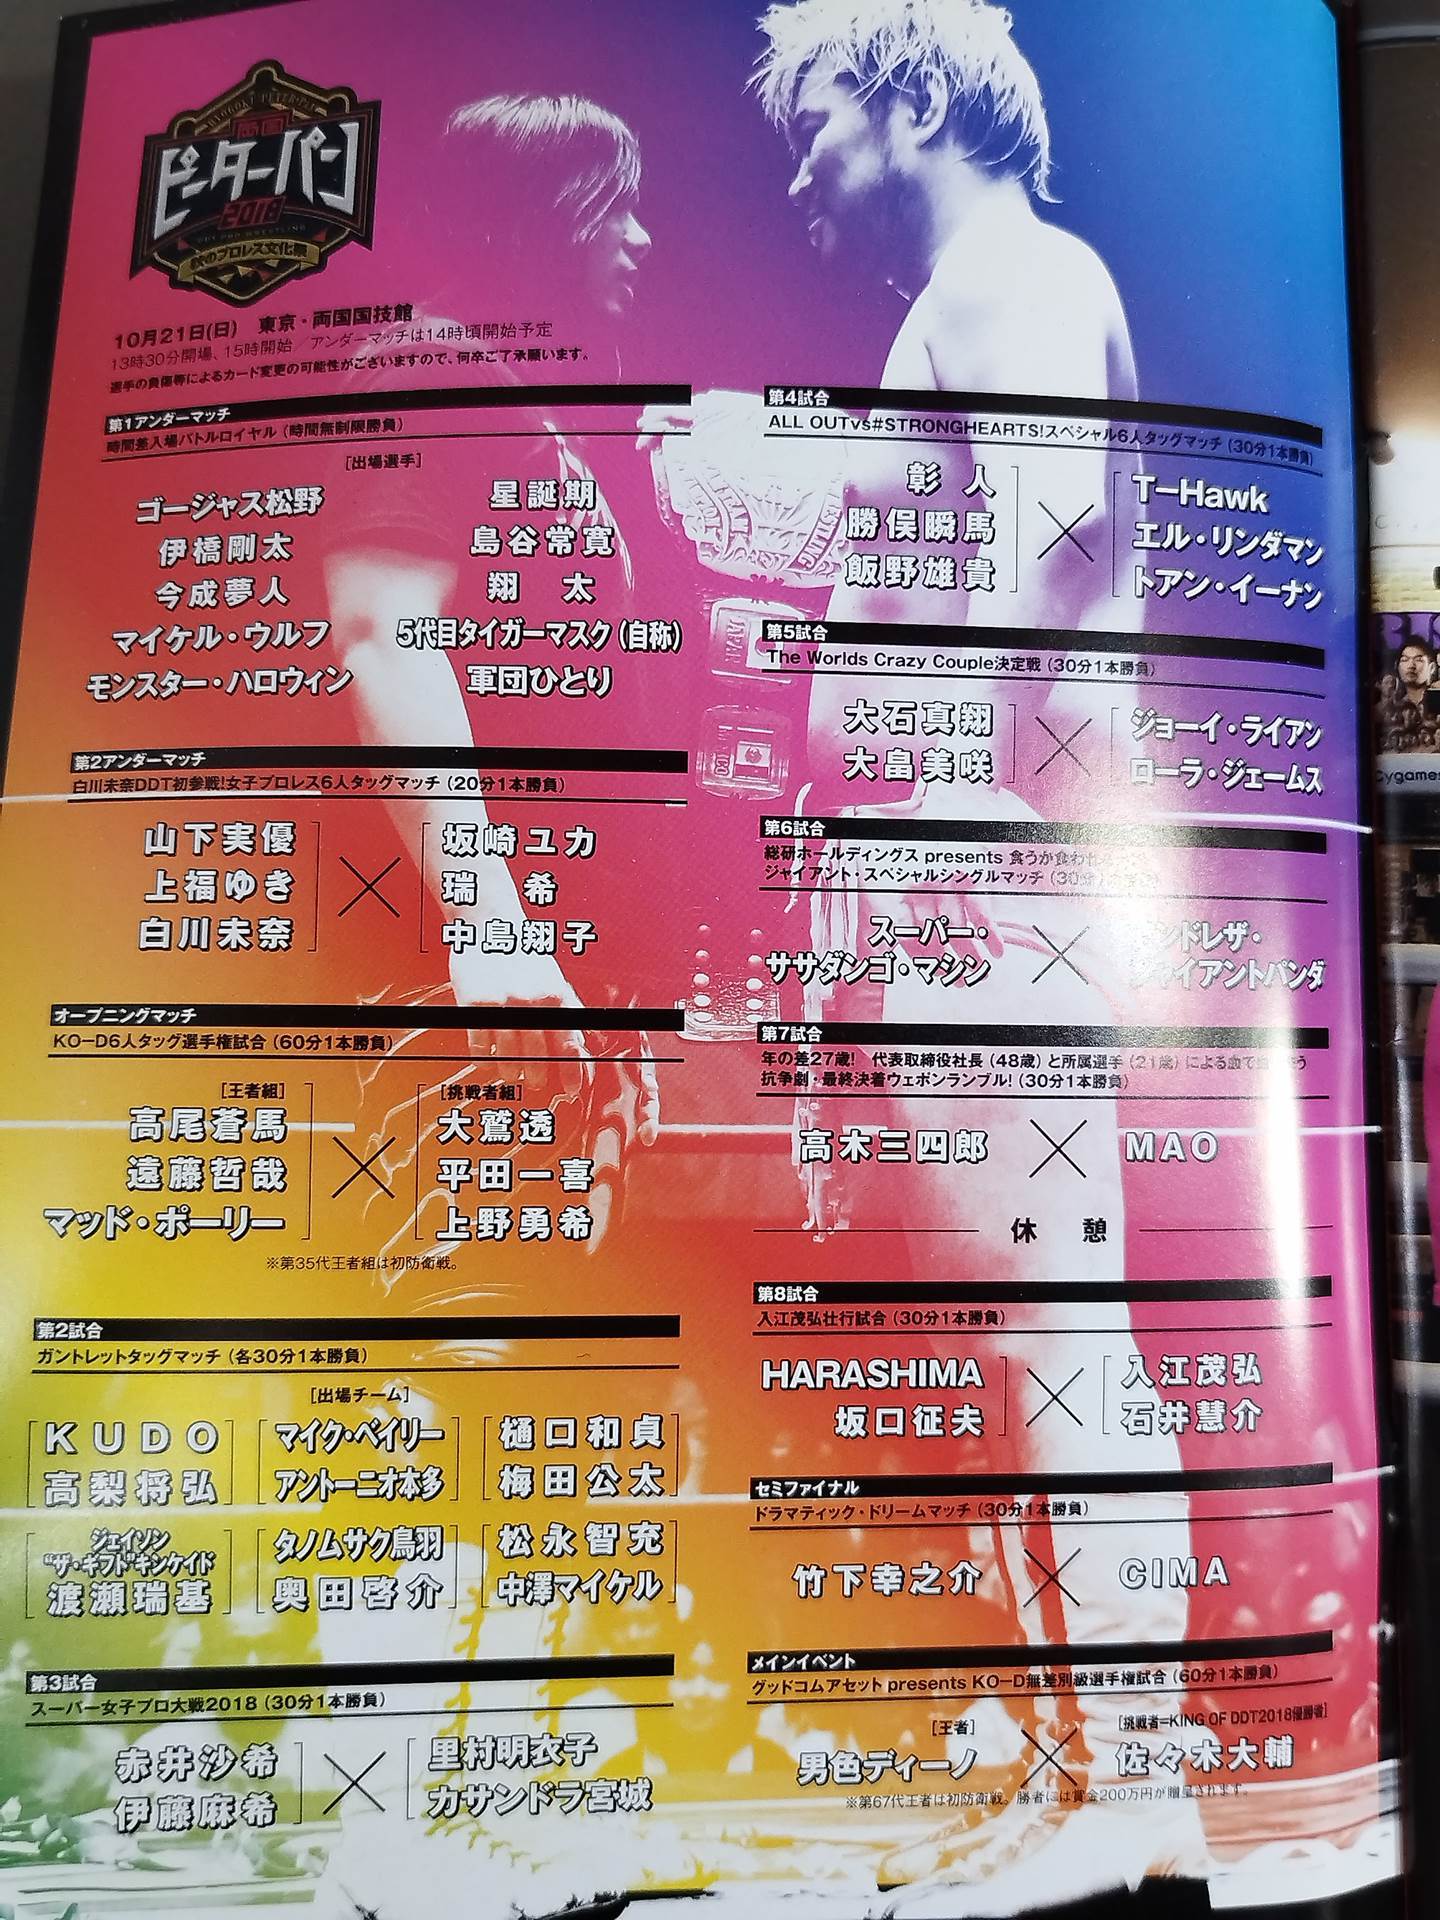 RYOGOKU PETER PAN
両国
ピーターパン
2018
DDT PRO-WRESTLING
秋のプロレス文化祭
10月21日(日) 東京・両国国技館
13時30分開場、15時開始/アンダーマッチは14時頃開始予定
選手の負傷等によるカード変更の可能性がございますので、何卒ご了承願います。
第1アンダーマッチ
時間差入場バトルロイヤル(時間無制限勝負)
[出場選手]
ゴージャス松野 星誕期
伊橋剛太 島谷常寛
今成夢人 翔太
マイケル・ウルフ 5代目タイガーマスク(自称)
モンスター・ハロウィン 軍団ひとり
第2アンダーマッチ
白川未奈DDT初参戦!女子プロレス6人タッグマッチ(20分1本勝負)
山下実優 坂崎ユカ
上福ゆき × 瑞希
白川未奈 中島翔子
オープニングマッチ
KO-D6人タッグ選手権試合(60分1本勝負)
[王者組] [挑戦者組]
高尾蒼馬 大鷲透
遠藤哲哉 × 平田一喜
マッド・ポーリー 上野勇希
※第35代王者組は初防衛戦。
第2試合
ガントレットタッグマッチ(各30分1本勝負)
[出場チーム]
KUDO マイク・ベイリー 樋口和貞
高梨将弘 アントーニオ本多 梅田公太
ジェイソン
"ザ・ギフト"キンケイド タノムサク鳥羽 松永智充
渡瀬瑞基 奥田啓介 中澤マイケル
第3試合
スーパー女子プロ大戦2018(30分1本勝負)
赤井沙希 × 里村明衣子
伊藤麻希 カサンドラ宮城
第4試合
ALL OUTvs#STRONGHEARTS!スペシャル6人タッグマッチ(30分1本勝負)
彰人 T-Hawk
勝俣瞬馬 × エル・リンダマン
飯野雄貴 トアン・イーナン
第5試合
The Worlds Crazy Couple決定戦(30分1本勝負)
大石真翔 × ジョーイ・ライアン
大畠美咲 ローラ・ジェームス
第6試合
総研ホールディングス presents 食うか食われ
ジャイアント・スペシャルシングルマッチ(30分
スーパー・ × ンドレザ・
ササダンゴ・マシン ャイアントパンダ
第7試合
年の差27歳! 代表取締役社長(48歳)と所属選手(21歳)による血で
抗争劇・最終決着ウェポンランブル!(30分1本勝負)
高木三四郎 × MAO
休憩
第8試合
入江茂弘壮行試合(30分1本勝負)
HARASHIMA × 入江茂弘
坂口征夫 石井慧介
セミファイナル
ドラマティック・ドリームマッチ(30分1本勝負)
竹下幸之介 × CIMA
メインイベント
グッドコムアセット presents KO-D無差別級選手権試合(60分1本勝負)
[王者] [挑戦者=KING OF DDT2018優勝者]
男色ディーノ × 佐々木大輔
※第67代王者は初防衛戦。勝者には賞金200万円が贈呈されます。
JAPAN
Cygames